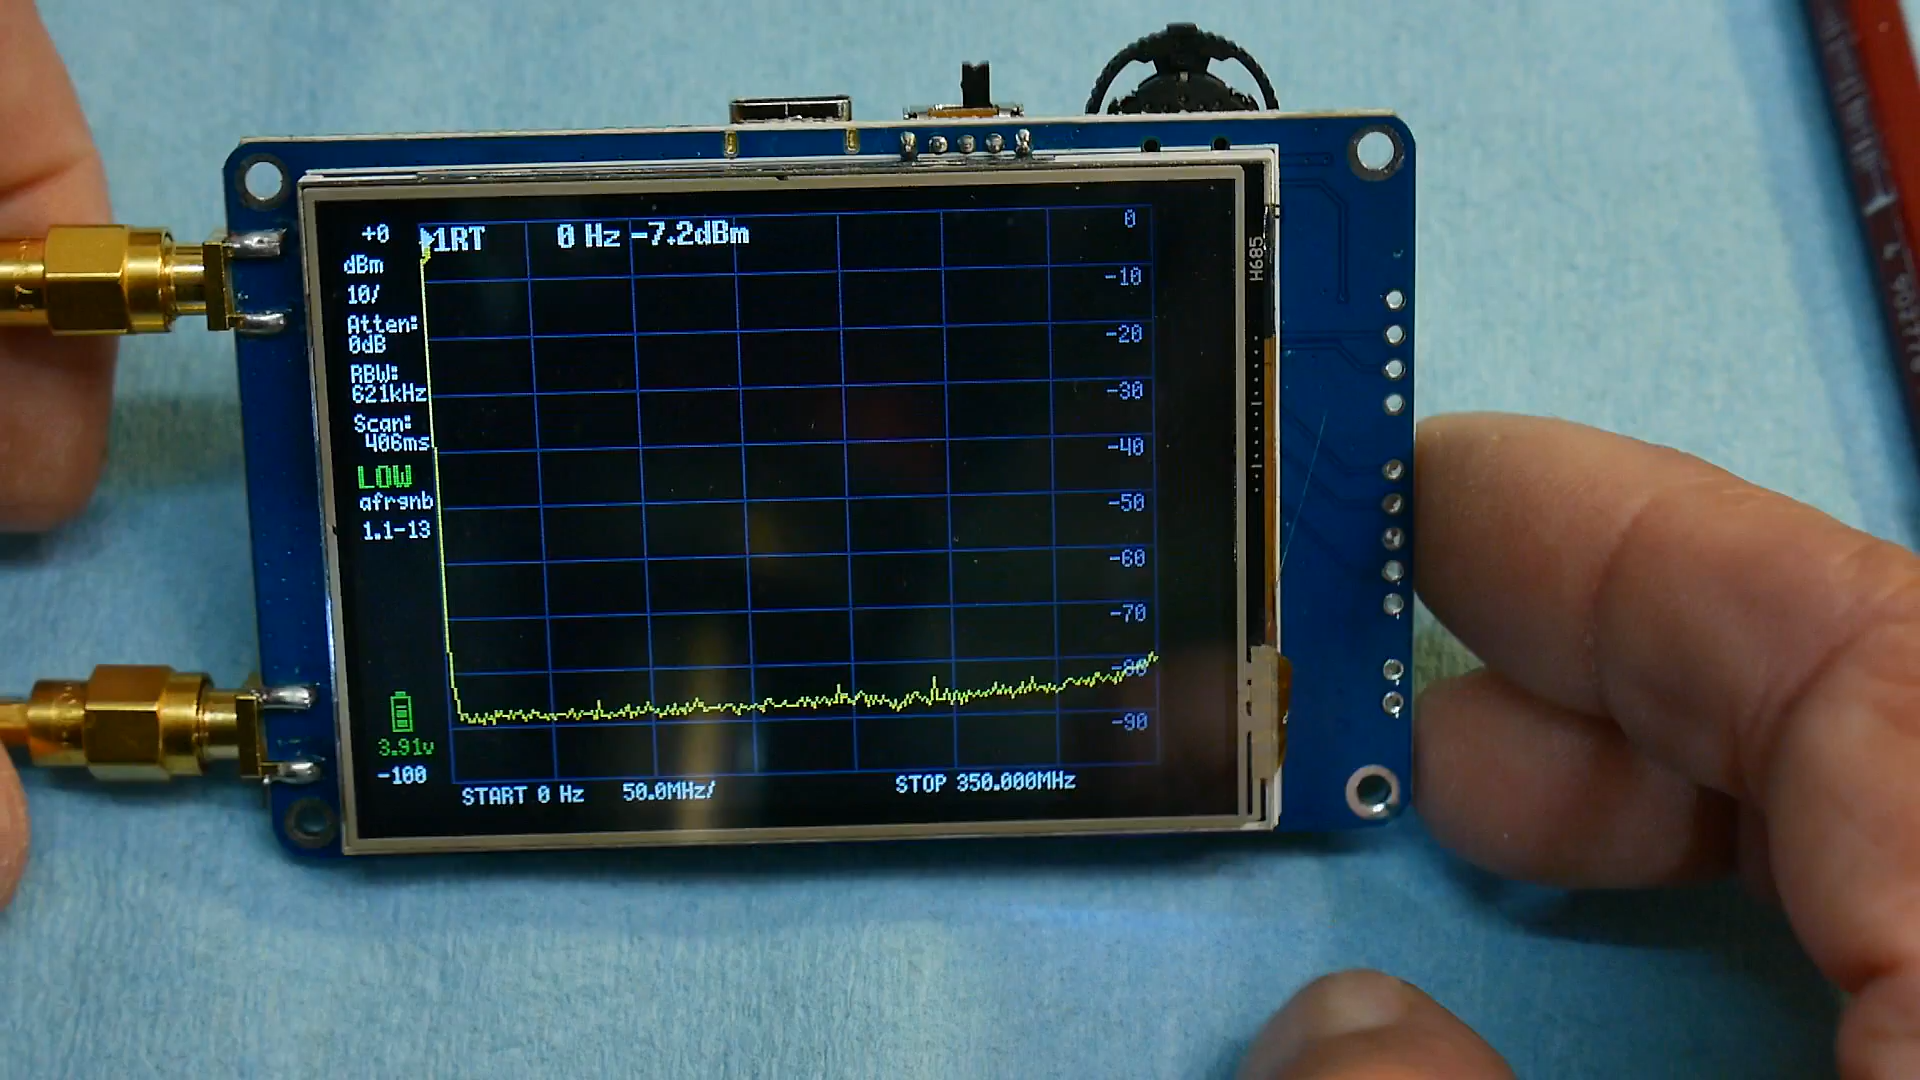 +0
dBm
10/
Atten:
0dB
RBW:
621kHz
Scan:
406ms
LOW
afrgnb
1.1-13
3.91v
-100
1RT 0 Hz -7.2dBm
0
-10
-20
-30
-40
-50
-60
-70
-80
-90
START 0 Hz 50.0MHz/ STOP 350.000MHz
H685